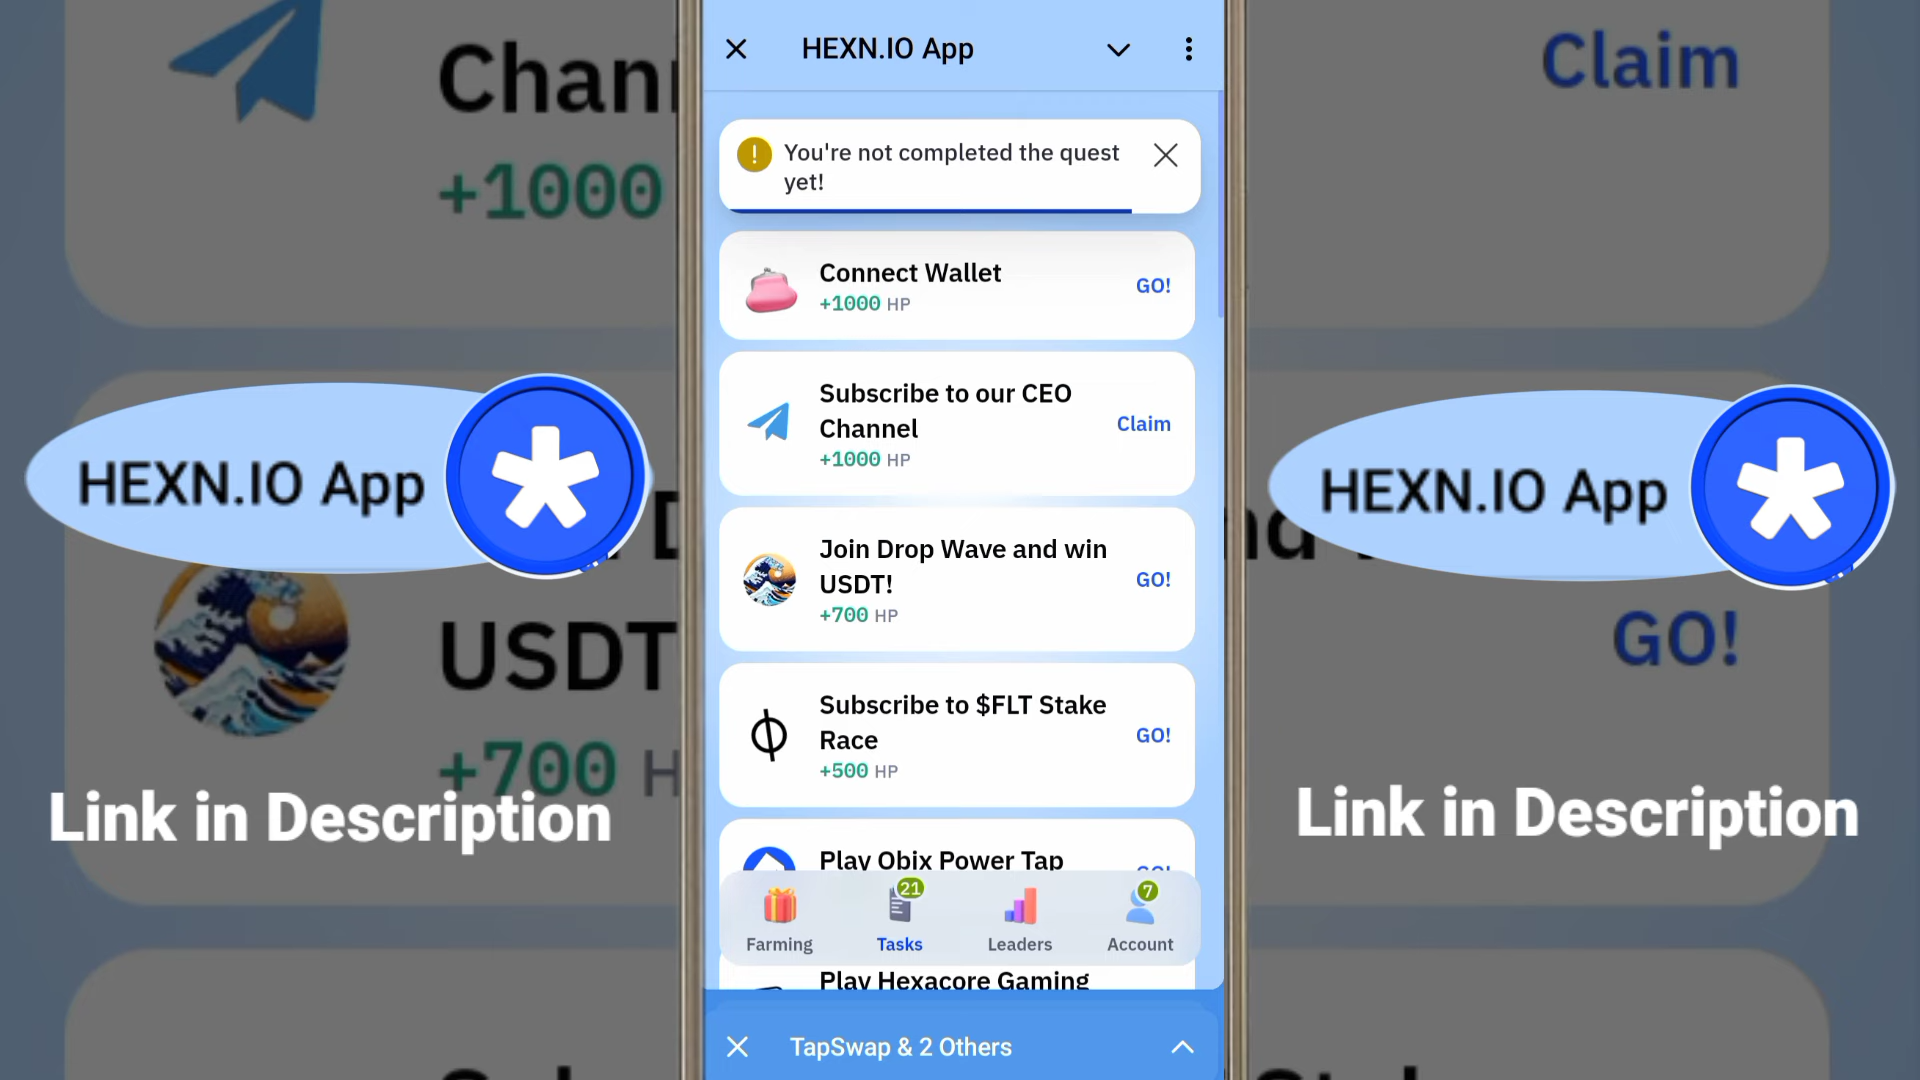 HEXN.IO App
You're not completed the quest
yet!
Connect Wallet
+1000 HP
GO!
Subscribe to our CEO
Channel
+1000 HP
Claim
Join Drop Wave and win
USDT!
+700 HP
GO!
Subscribe to $FLT Stake
Race
+500 HP
GO!
Play Obix Power Tap
GO!
21
7
Farming
Tasks
Leaders
Account
Play Hexacore Gaming
TapSwap & 2 Others
Chan
+1000
HEXN.IO App
USDT
+700 H
Link in Description
Claim
HEXN.IO App
GO!
Link in Description